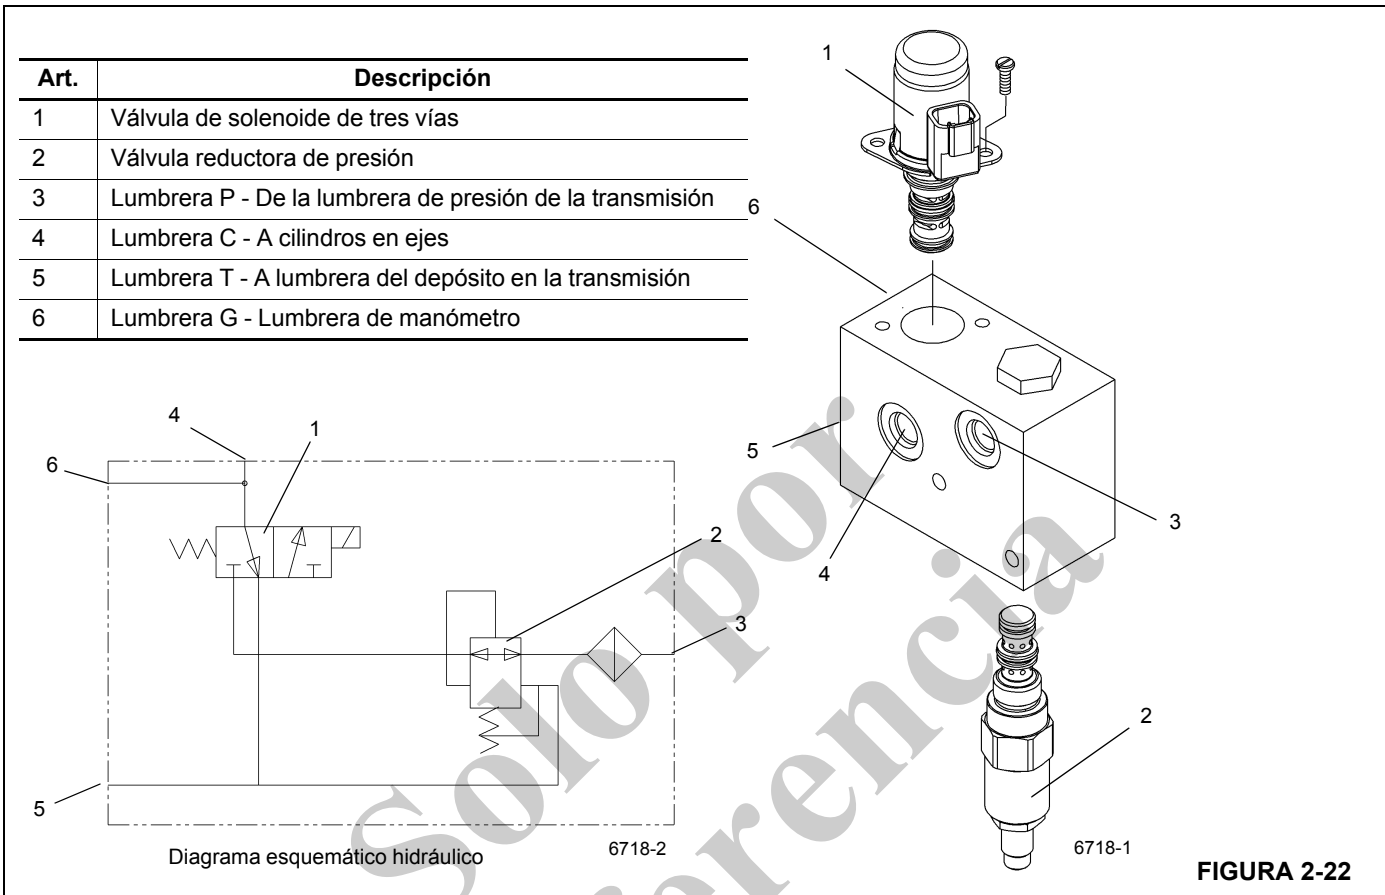 Art. Descripción
1 Válvula de solenoide de tres vías
2 Válvula reductora de presión
3 Lumbrera P - De la lumbrera de presión de la transmisión
4 Lumbrera C - A cilindros en ejes
5 Lumbrera T - A lumbrera del depósito en la transmisión
6 Lumbrera G - Lumbrera de manómetro
1
6
5
4
3
2
4
1
6
2
3
5
Diagrama esquemático hidráulico
6718-2
6718-1
FIGURA 2-22
Solo por
referencia